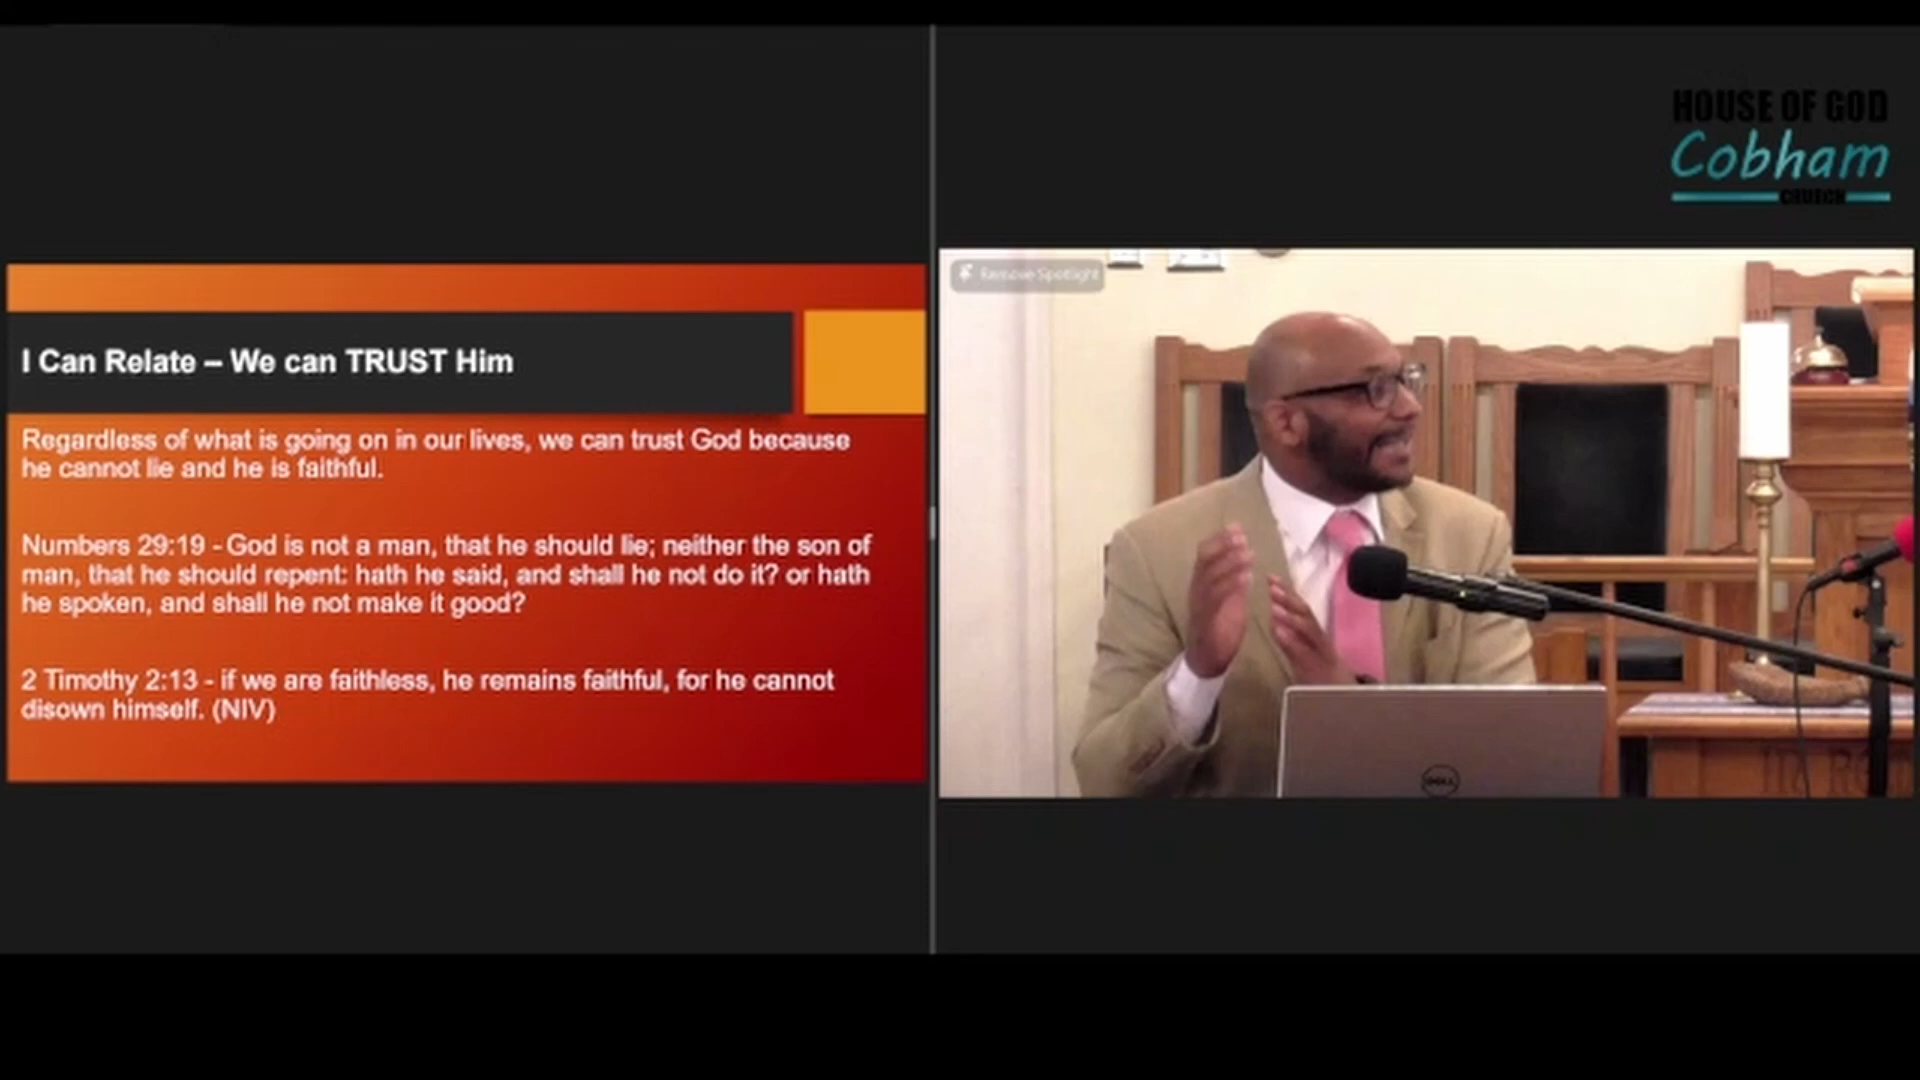 HOUSE OF GOD
Cobham
CHURCH
Remove Spotlight
I Can Relate – We can TRUST Him
Regardless of what is going on in our lives, we can trust God because
he cannot lie and he is faithful.
Numbers 29:19 - God is not a man, that he should lie; neither the son of
man, that he should repent: hath he said, and shall he not do it? or hath
he spoken, and shall he not make it good?
2 Timothy 2:13 - if we are faithless, he remains faithful, for he cannot
disown himself. (NIV)
DELL